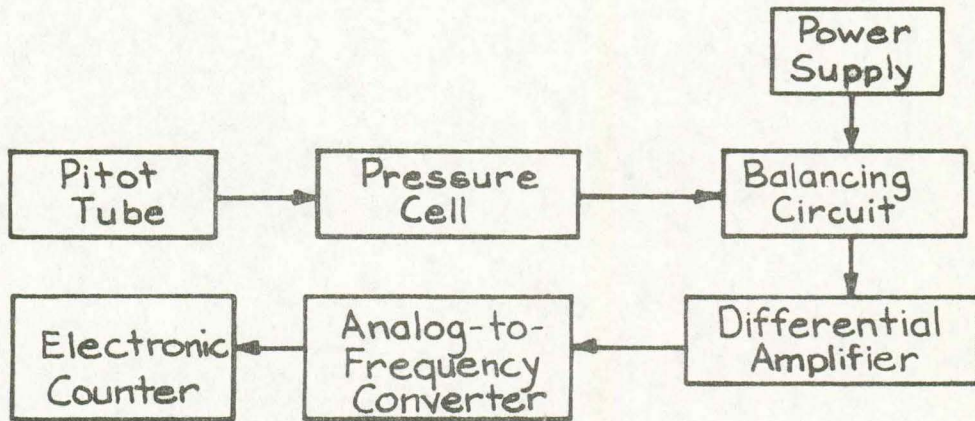 Power
Supply
Pitot
Tube
Pressure
Cell
Balancing
Circuit
Differential
Amplifier
Analog-to-
Frequency
Converter
Electronic
Counter